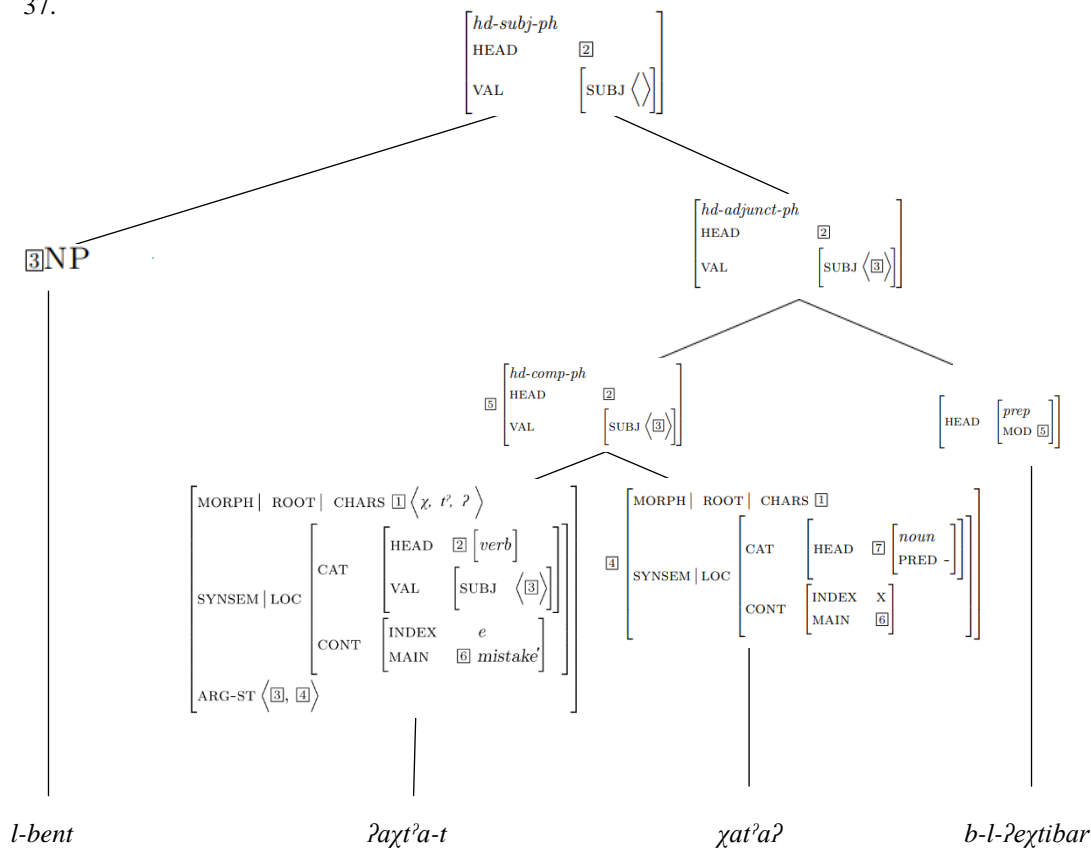 37.
hd-subj-ph
HEAD 2
VAL [SUBJ ⟨⟩]
3NP
hd-adjunct-ph
HEAD 2
VAL [SUBJ ⟨3⟩]
5 hd-comp-ph
HEAD 2
VAL [SUBJ ⟨3⟩]
HEAD [prep
MOD 5]
MORPH| ROOT| CHARS 1 ⟨χ, tˀ, ʔ⟩
SYNSEM|LOC
CAT
HEAD 2 [verb]
VAL [SUBJ ⟨3⟩]
CONT
INDEX e
MAIN 6 mistake'
ARG-ST ⟨3, 4⟩
4 MORPH| ROOT| CHARS 1
SYNSEM|LOC
CAT
HEAD 7 [noun
PRED -]
CONT
INDEX X
MAIN 6
l-bent ʔaχtˀa-t χatˀaʔ b-l-ʔeχtibar